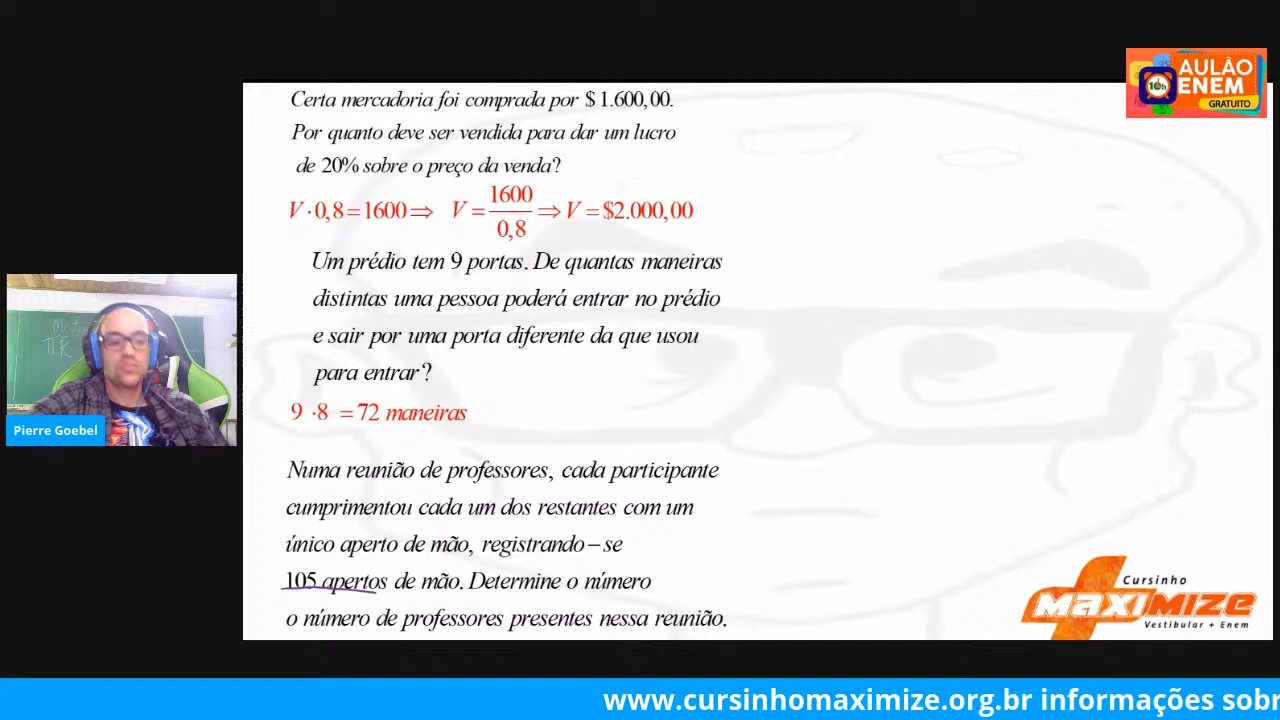 AULÃO
ENEM
GRATUITO
Certa mercadoria foi comprada por $ 1.600,00.
Por quanto deve ser vendida para dar um lucro
de 20% sobre o preço da venda?
V · 0,8 = 1600 ⇒ V = 1600/0,8 ⇒ V = $2.000,00
Um prédio tem 9 portas. De quantas maneiras
distintas uma pessoa poderá entrar no prédio
e sair por uma porta diferente da que usou
para entrar?
9 · 8 = 72 maneiras
Pierre Goebel
Numa reunião de professores, cada participante
cumprimentou cada um dos restantes com um
único aperto de mão, registrando – se
105 apertos de mão. Determine o número
o número de professores presentes nessa reunião.
Cursinho
MAXIMIZE
Vestibular + Enem
www.cursinhomaximize.org.br informações sobr